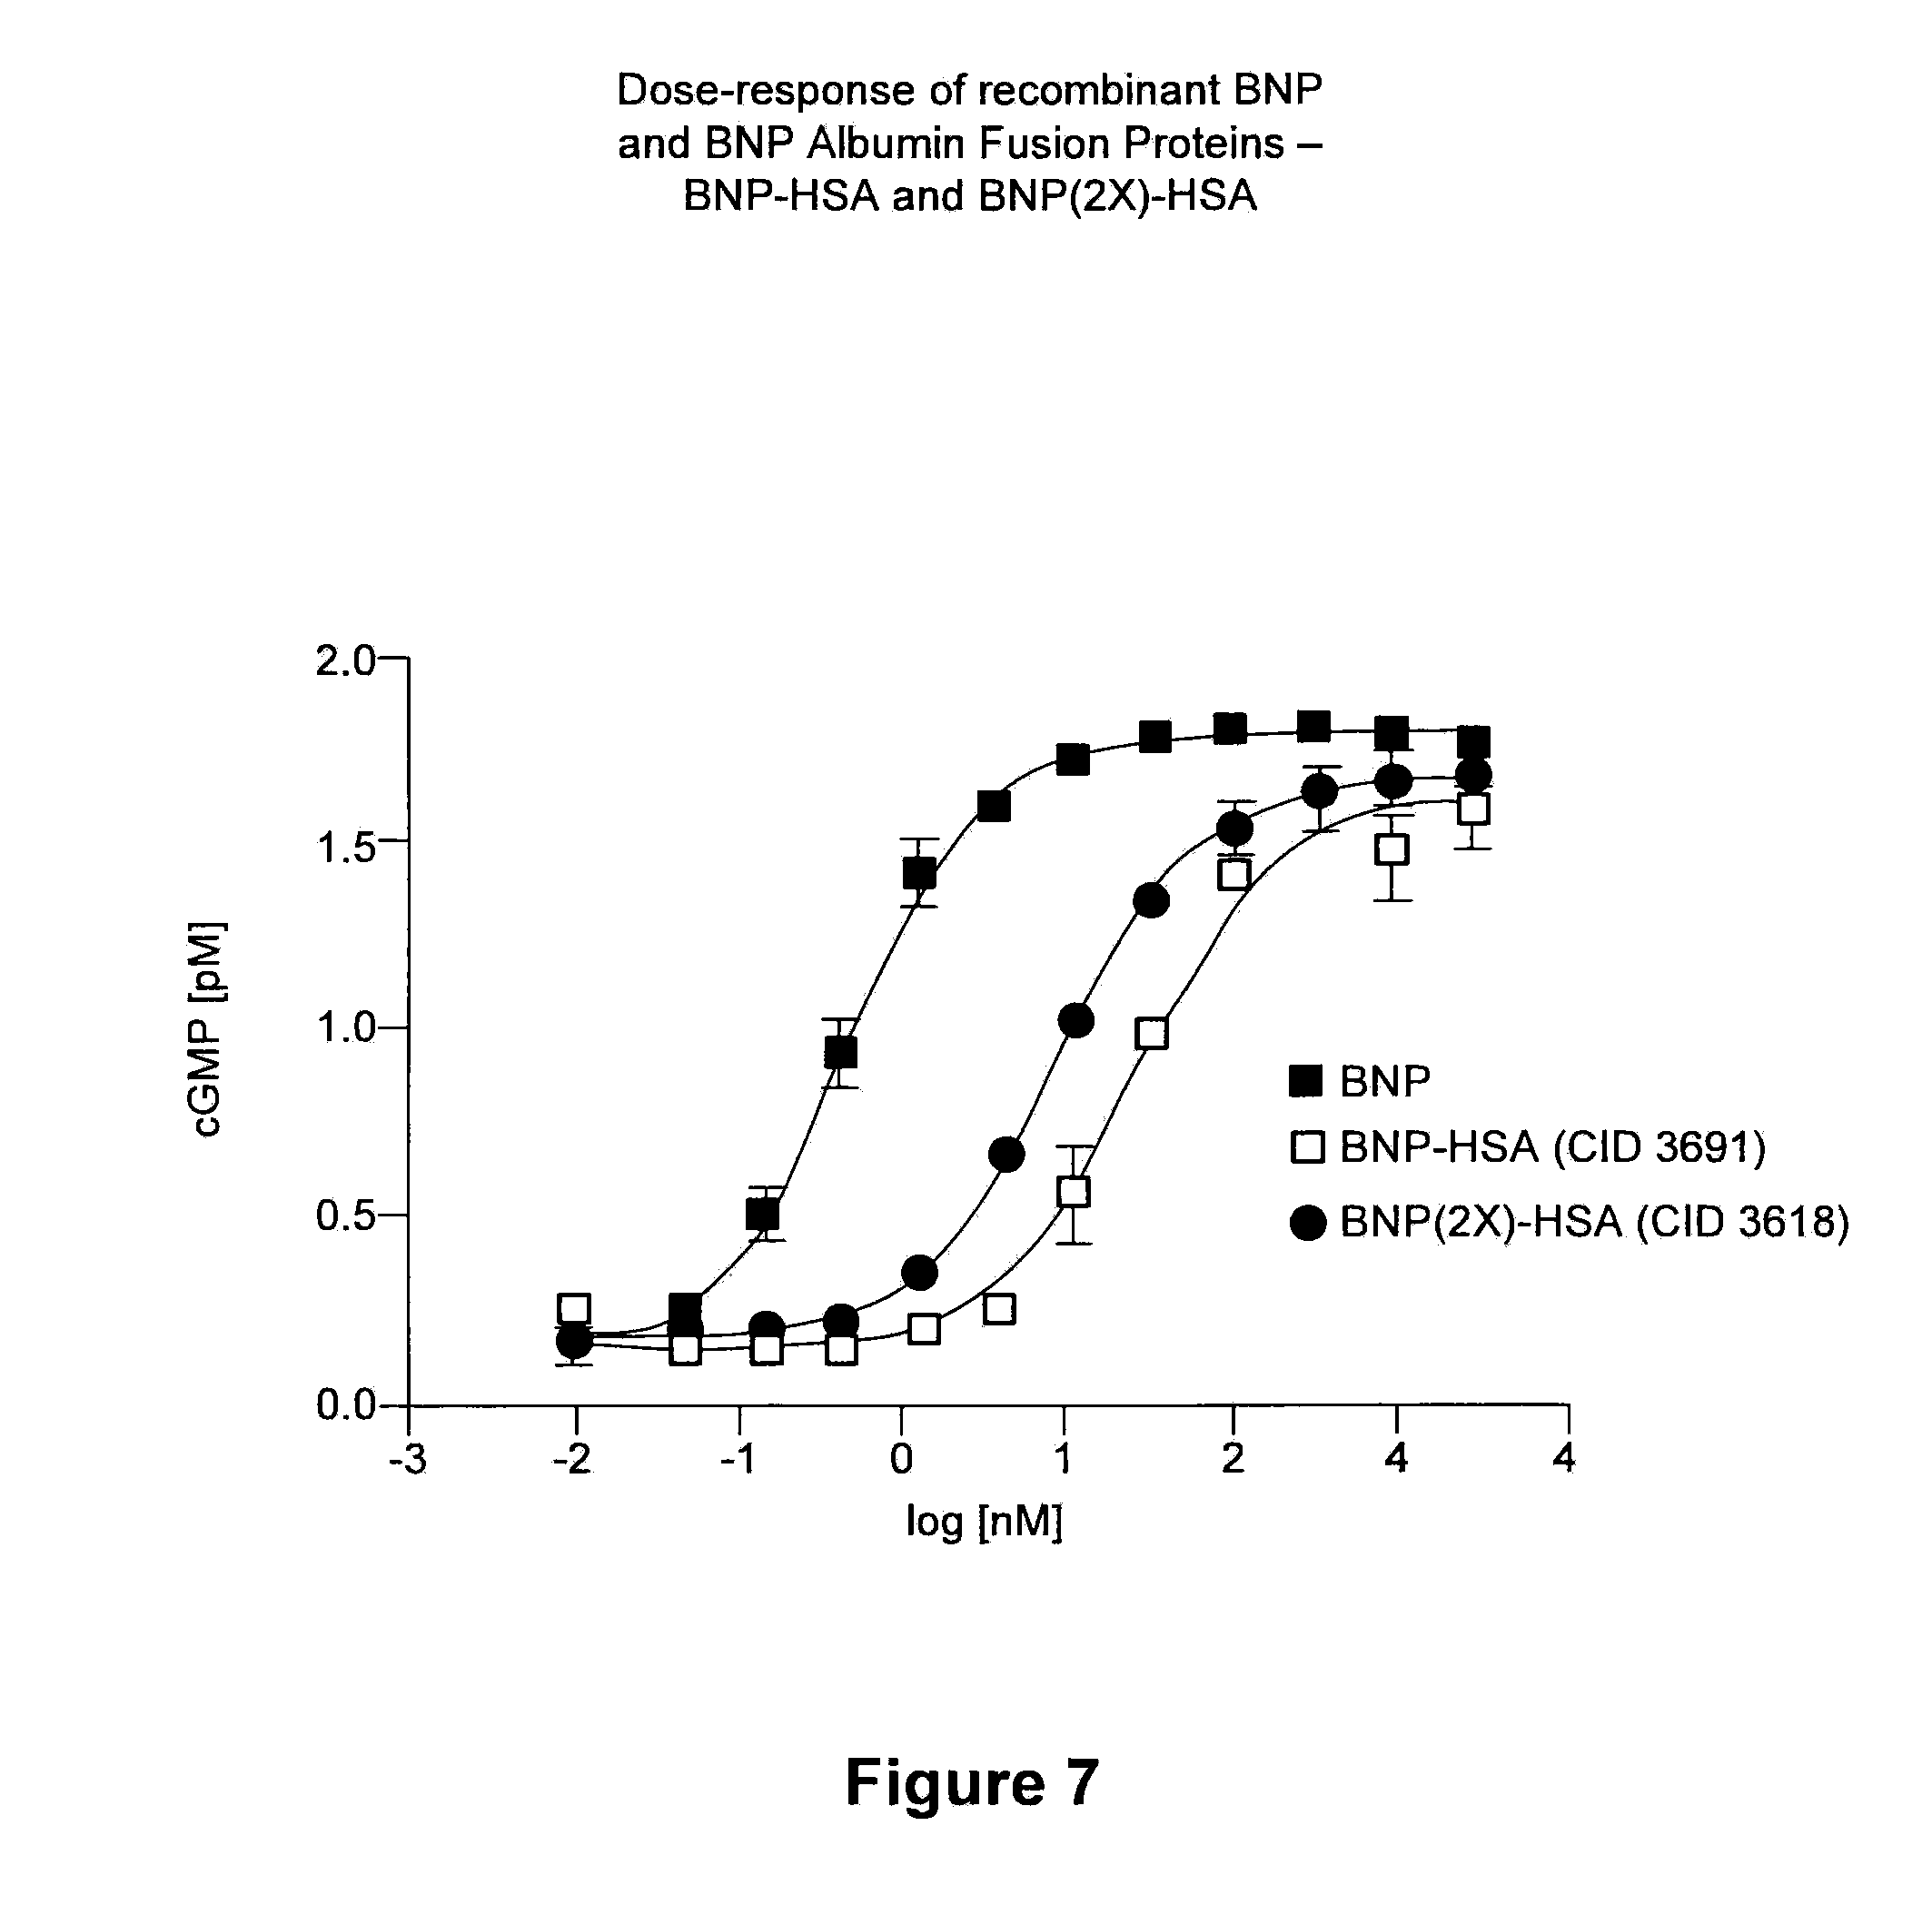 Dose-response of recombinant BNP
and BNP Albumin Fusion Proteins –
BNP-HSA and BNP(2X)-HSA
2.0
1.5
1.0
0.5
0.0
cGMP [pM]
BNP
BNP-HSA (CID 3691)
BNP(2X)-HSA (CID 3618)
-3 -2 -1 0 1 2 4 4
log [nM]
Figure 7